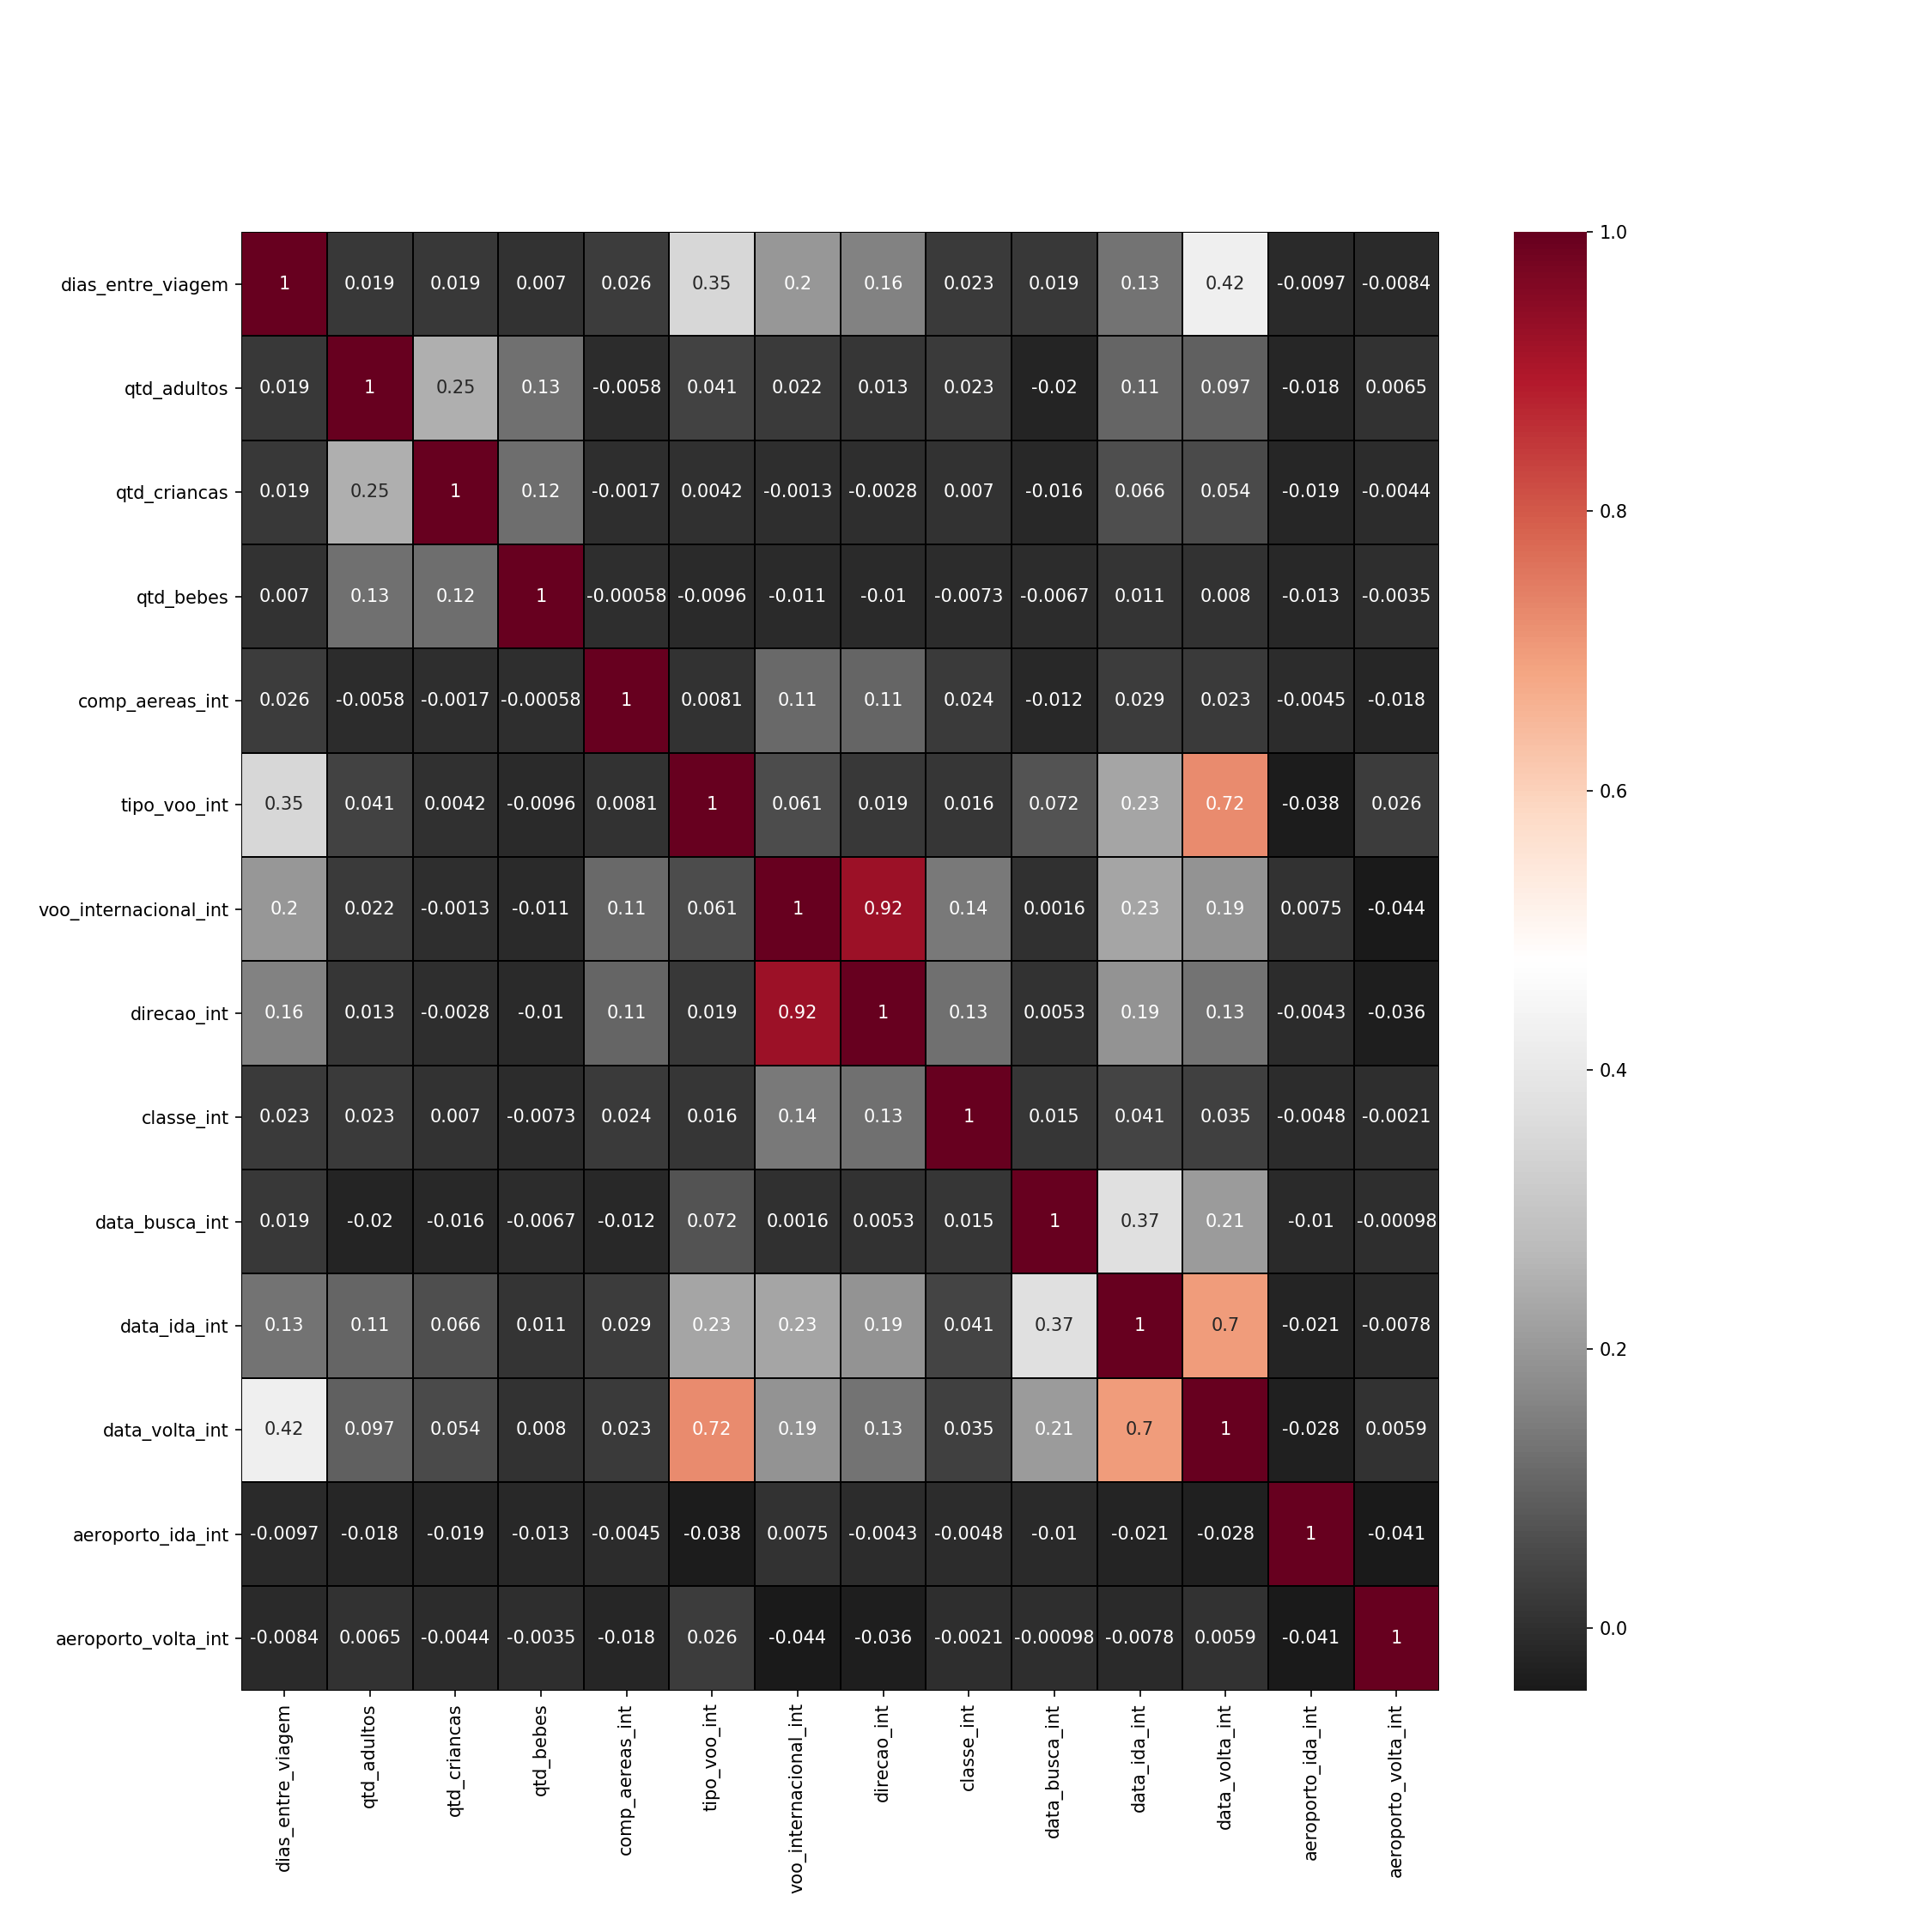 dias_entre_viagem 1 0.019 0.019 0.007 0.026 0.35 0.2 0.16 0.023 0.019 0.13 0.42 -0.0097 -0.0084
qtd_adultos 0.019 1 0.25 0.13 -0.0058 0.041 0.022 0.013 0.023 -0.02 0.11 0.097 -0.018 0.0065
qtd_criancas 0.019 0.25 1 0.12 -0.0017 0.0042 -0.0013 -0.0028 0.007 -0.016 0.066 0.054 -0.019 -0.0044
qtd_bebes 0.007 0.13 0.12 1 -0.00058 -0.0096 -0.011 -0.01 -0.0073 -0.0067 0.011 0.008 -0.013 -0.0035
comp_aereas_int 0.026 -0.0058 -0.0017 -0.00058 1 0.0081 0.11 0.11 0.024 -0.012 0.029 0.023 -0.0045 -0.018
tipo_voo_int 0.35 0.041 0.0042 -0.0096 0.0081 1 0.061 0.019 0.016 0.072 0.23 0.72 -0.038 0.026
voo_internacional_int 0.2 0.022 -0.0013 -0.011 0.11 0.061 1 0.92 0.14 0.0016 0.23 0.19 0.0075 -0.044
direcao_int 0.16 0.013 -0.0028 -0.01 0.11 0.019 0.92 1 0.13 0.0053 0.19 0.13 -0.0043 -0.036
classe_int 0.023 0.023 0.007 -0.0073 0.024 0.016 0.14 0.13 1 0.015 0.041 0.035 -0.0048 -0.0021
data_busca_int 0.019 -0.02 -0.016 -0.0067 -0.012 0.072 0.0016 0.0053 0.015 1 0.37 0.21 -0.01 -0.00098
data_ida_int 0.13 0.11 0.066 0.011 0.029 0.23 0.23 0.19 0.041 0.37 1 0.7 -0.021 -0.0078
data_volta_int 0.42 0.097 0.054 0.008 0.023 0.72 0.19 0.13 0.035 0.21 0.7 1 -0.028 0.0059
aeroporto_ida_int -0.0097 -0.018 -0.019 -0.013 -0.0045 -0.038 0.0075 -0.0043 -0.0048 -0.01 -0.021 -0.028 1 -0.041
aeroporto_volta_int -0.0084 0.0065 -0.0044 -0.0035 -0.018 0.026 -0.044 -0.036 -0.0021 -0.00098 -0.0078 0.0059 -0.041 1
dias_entre_viagem
qtd_adultos
qtd_criancas
qtd_bebes
comp_aereas_int
tipo_voo_int
voo_internacional_int
direcao_int
classe_int
data_busca_int
data_ida_int
data_volta_int
aeroporto_ida_int
aeroporto_volta_int
1.0
0.8
0.6
0.4
0.2
0.0